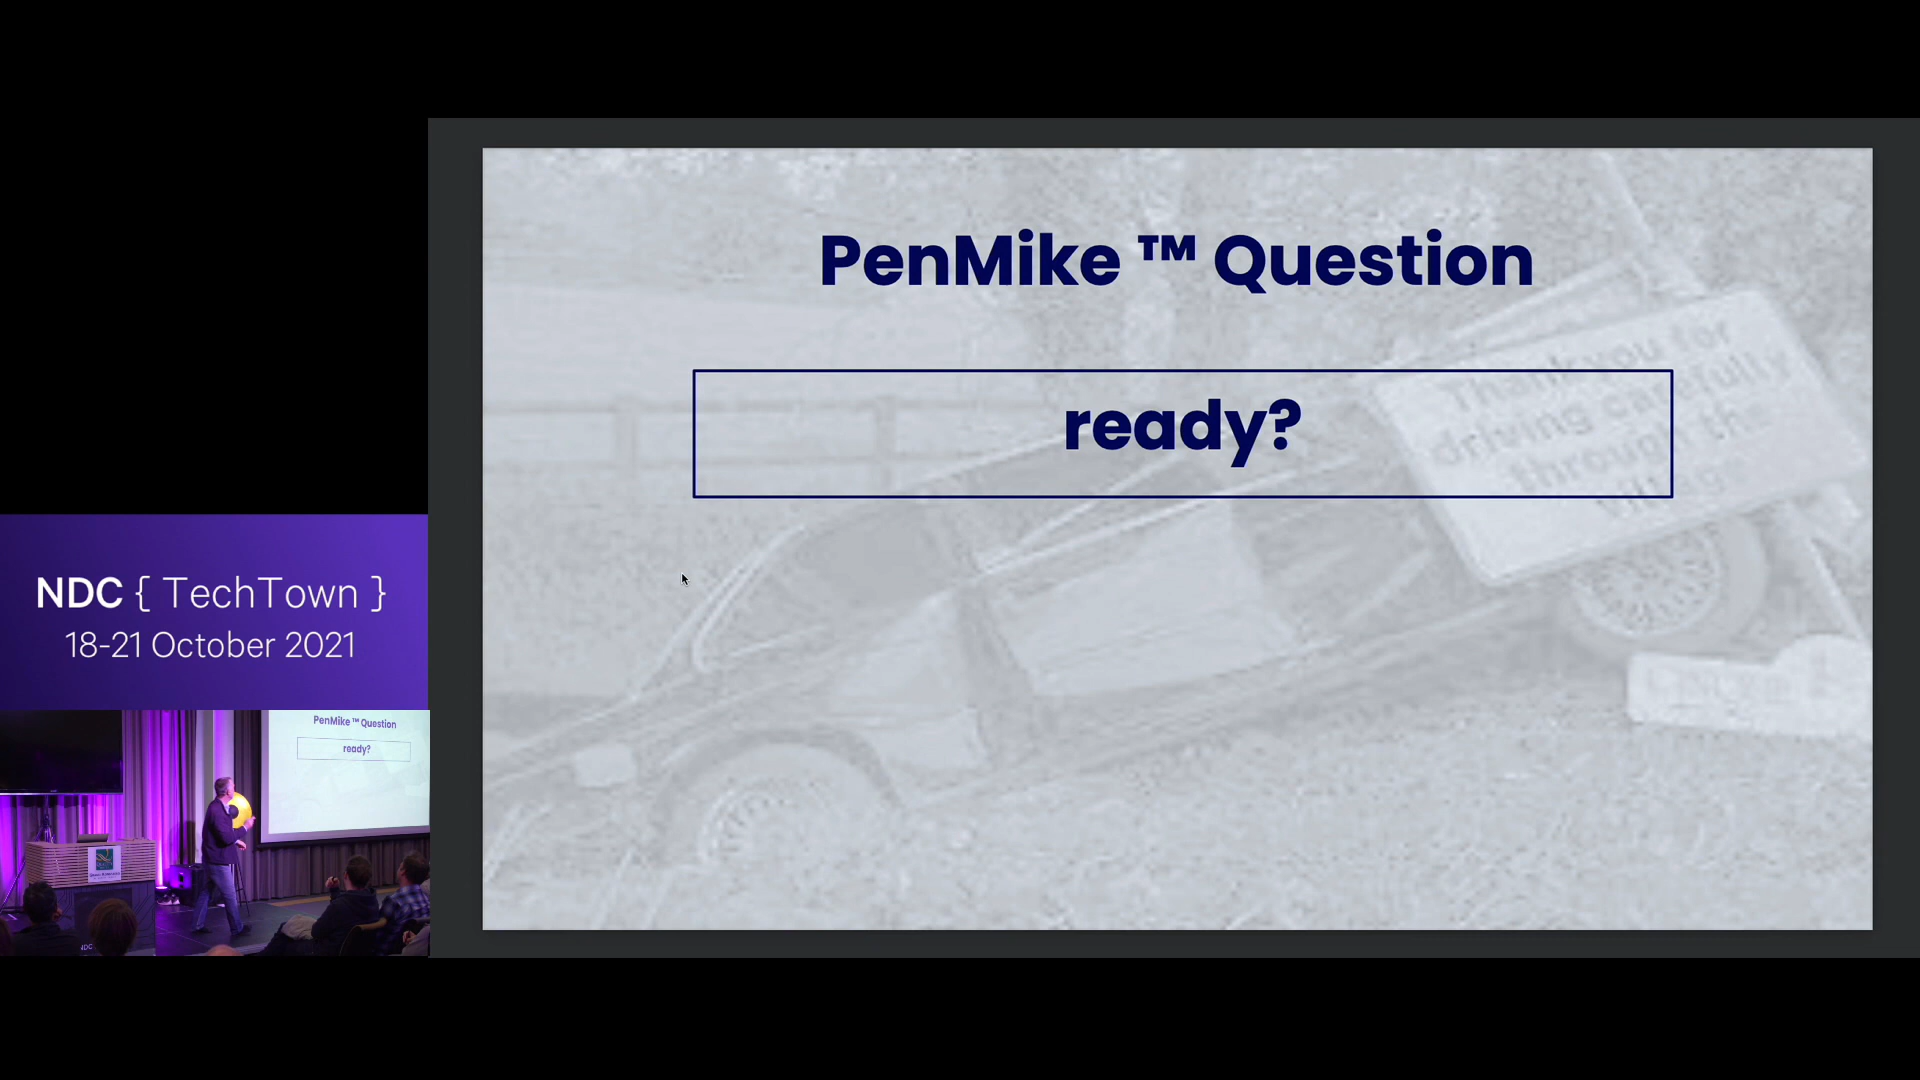 PenMike ™ Question
ready?
Thank you for
driving carefully
through the
village
NDC { TechTown }
18-21 October 2021
PenMike ™ Question
ready?
NDC